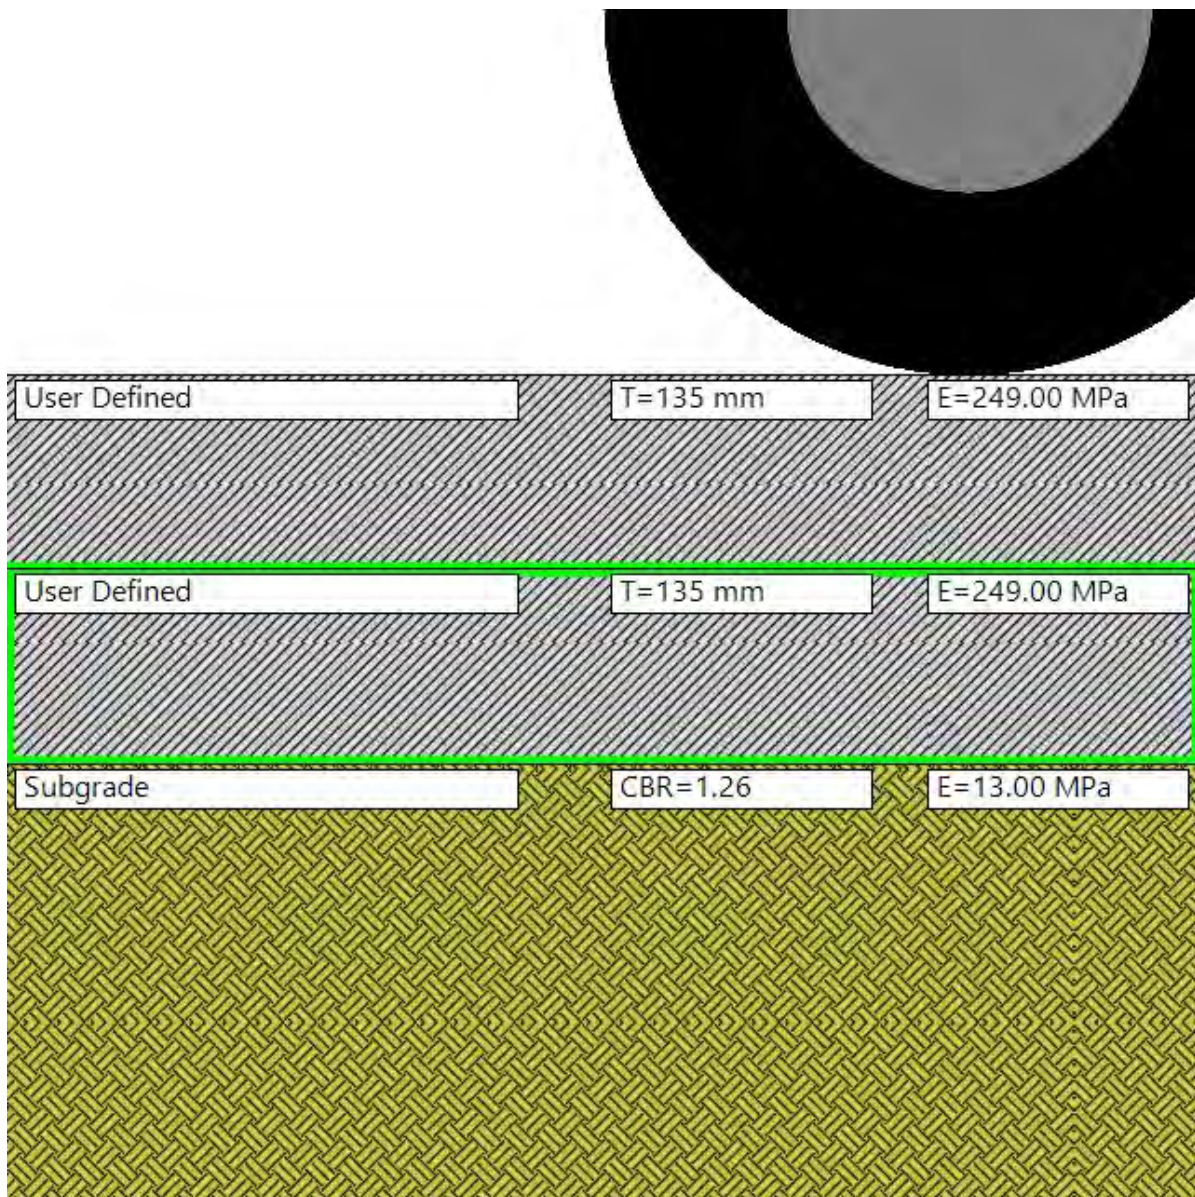 User Defined T=135 mm E=249.00 MPa
User Defined T=135 mm E=249.00 MPa
Subgrade CBR=1.26 E=13.00 MPa